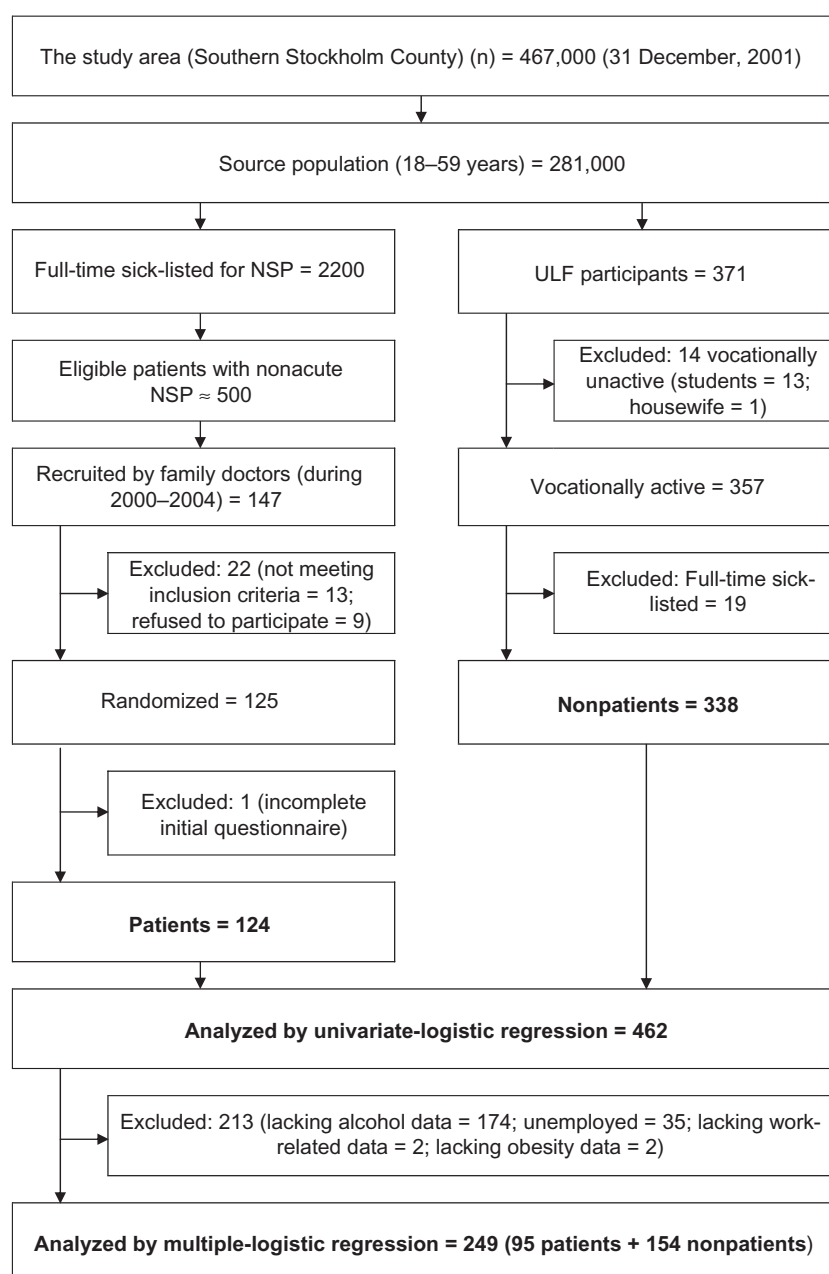 The study area (Southern Stockholm County) (n) = 467,000 (31 December, 2001)
Source population (18–59 years) = 281,000
Full-time sick-listed for NSP = 2200
ULF participants = 371
Eligible patients with nonacute
NSP ≈ 500
Excluded: 14 vocationally
unactive (students = 13;
housewife = 1)
Recruited by family doctors (during
2000–2004) = 147
Vocationally active = 357
Excluded: 22 (not meeting
inclusion criteria = 13;
refused to participate = 9)
Excluded: Full-time sick-
listed = 19
Randomized = 125
Nonpatients = 338
Excluded: 1 (incomplete
initial questionnaire)
Patients = 124
Analyzed by univariate-logistic regression = 462
Excluded: 213 (lacking alcohol data = 174; unemployed = 35; lacking work-
related data = 2; lacking obesity data = 2)
Analyzed by multiple-logistic regression = 249 (95 patients + 154 nonpatients)